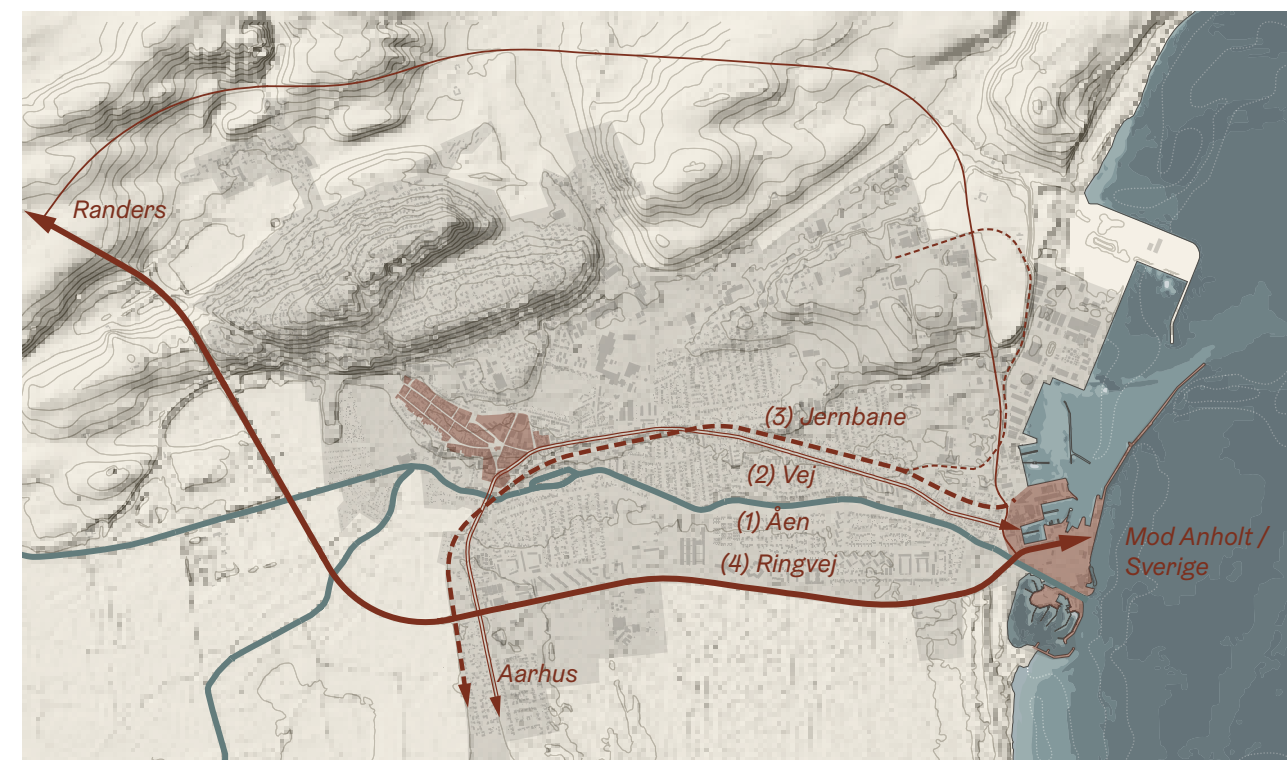 Randers
(3) Jernbane
(2) Vej
(1) Åen
(4) Ringvej
Mod Anholt /
Sverige
Aarhus